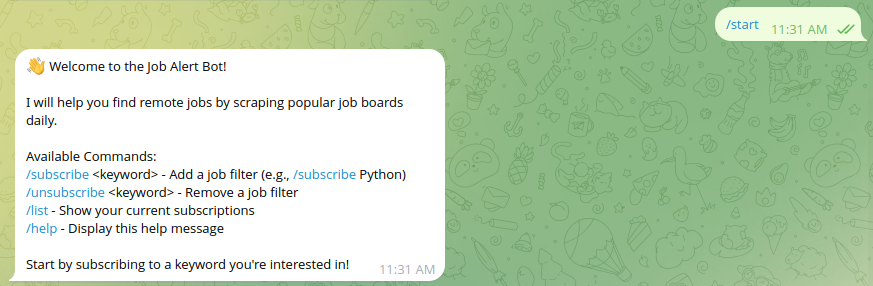 /start
11:31 AM
👋 Welcome to the Job Alert Bot!
I will help you find remote jobs by scraping popular job boards
daily.
Available Commands:
/subscribe <keyword> - Add a job filter (e.g., /subscribe Python)
/unsubscribe <keyword> - Remove a job filter
/list - Show your current subscriptions
/help - Display this help message
Start by subscribing to a keyword you're interested in!
11:31 AM